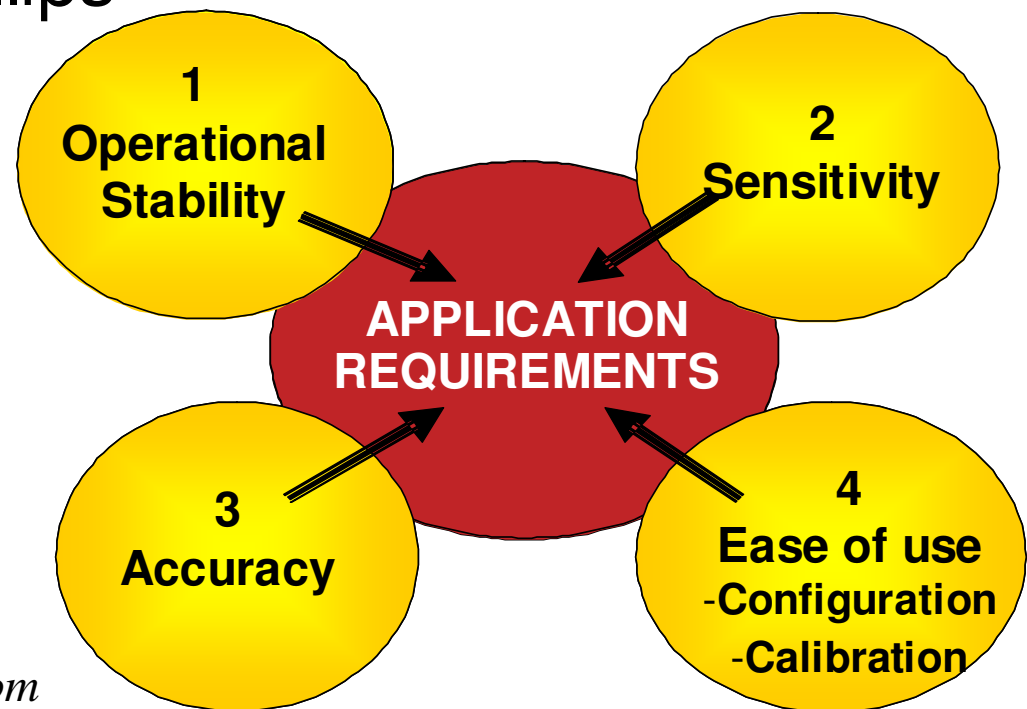 1
Operational
Stability
2
Sensitivity
APPLICATION
REQUIREMENTS
3
Accuracy
4
Ease of use
-Configuration
-Calibration